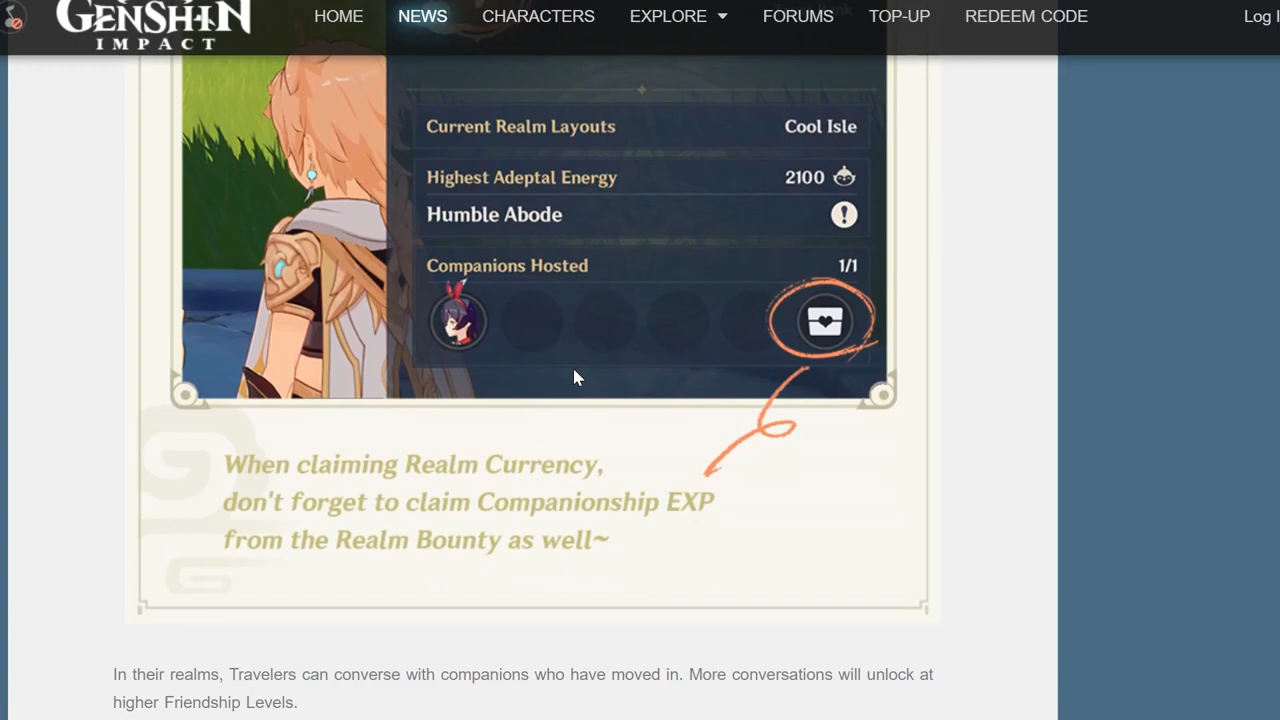 GENSHIN
IMPACT
HOME
NEWS
CHARACTERS
EXPLORE
FORUMS
TOP-UP
REDEEM CODE
Log
Current Realm Layouts
Cool Isle
Highest Adeptal Energy
2100
Humble Abode
Companions Hosted
1/1
When claiming Realm Currency,
don't forget to claim Companionship EXP
from the Realm Bounty as well~
In their realms, Travelers can converse with companions who have moved in. More conversations will unlock at
higher Friendship Levels.